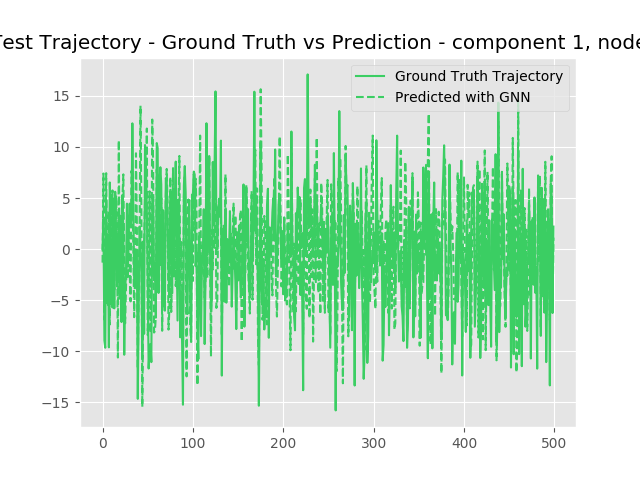 Test Trajectory - Ground Truth vs Prediction - component 1, node
Ground Truth Trajectory
Predicted with GNN
15
10
5
0
−5
−10
−15
0 100 200 300 400 500